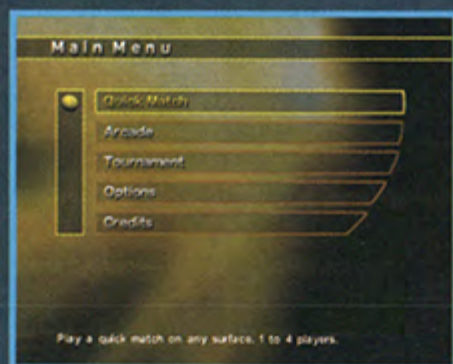 Main Menu
Quick Match
Arcade
Tournament
Options
Credits
Play a quick match on any surface. 1 to 4 players.